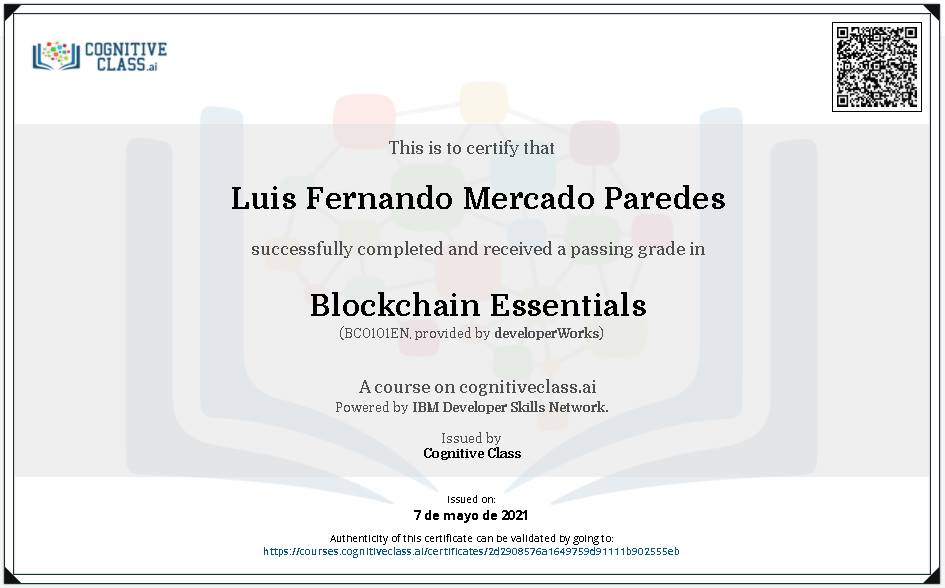 COGNITIVE
CLASS.ai
This is to certify that
Luis Fernando Mercado Paredes
successfully completed and received a passing grade in
Blockchain Essentials
(BC0101EN, provided by developerWorks)
A course on cognitiveclass.ai
Powered by IBM Developer Skills Network.
Issued by
Cognitive Class
Issued on:
7 de mayo de 2021
Authenticity of this certificate can be validated by going to:
https://courses.cognitiveclass.ai/certificates/2d2908576a1649759d91111b902555eb